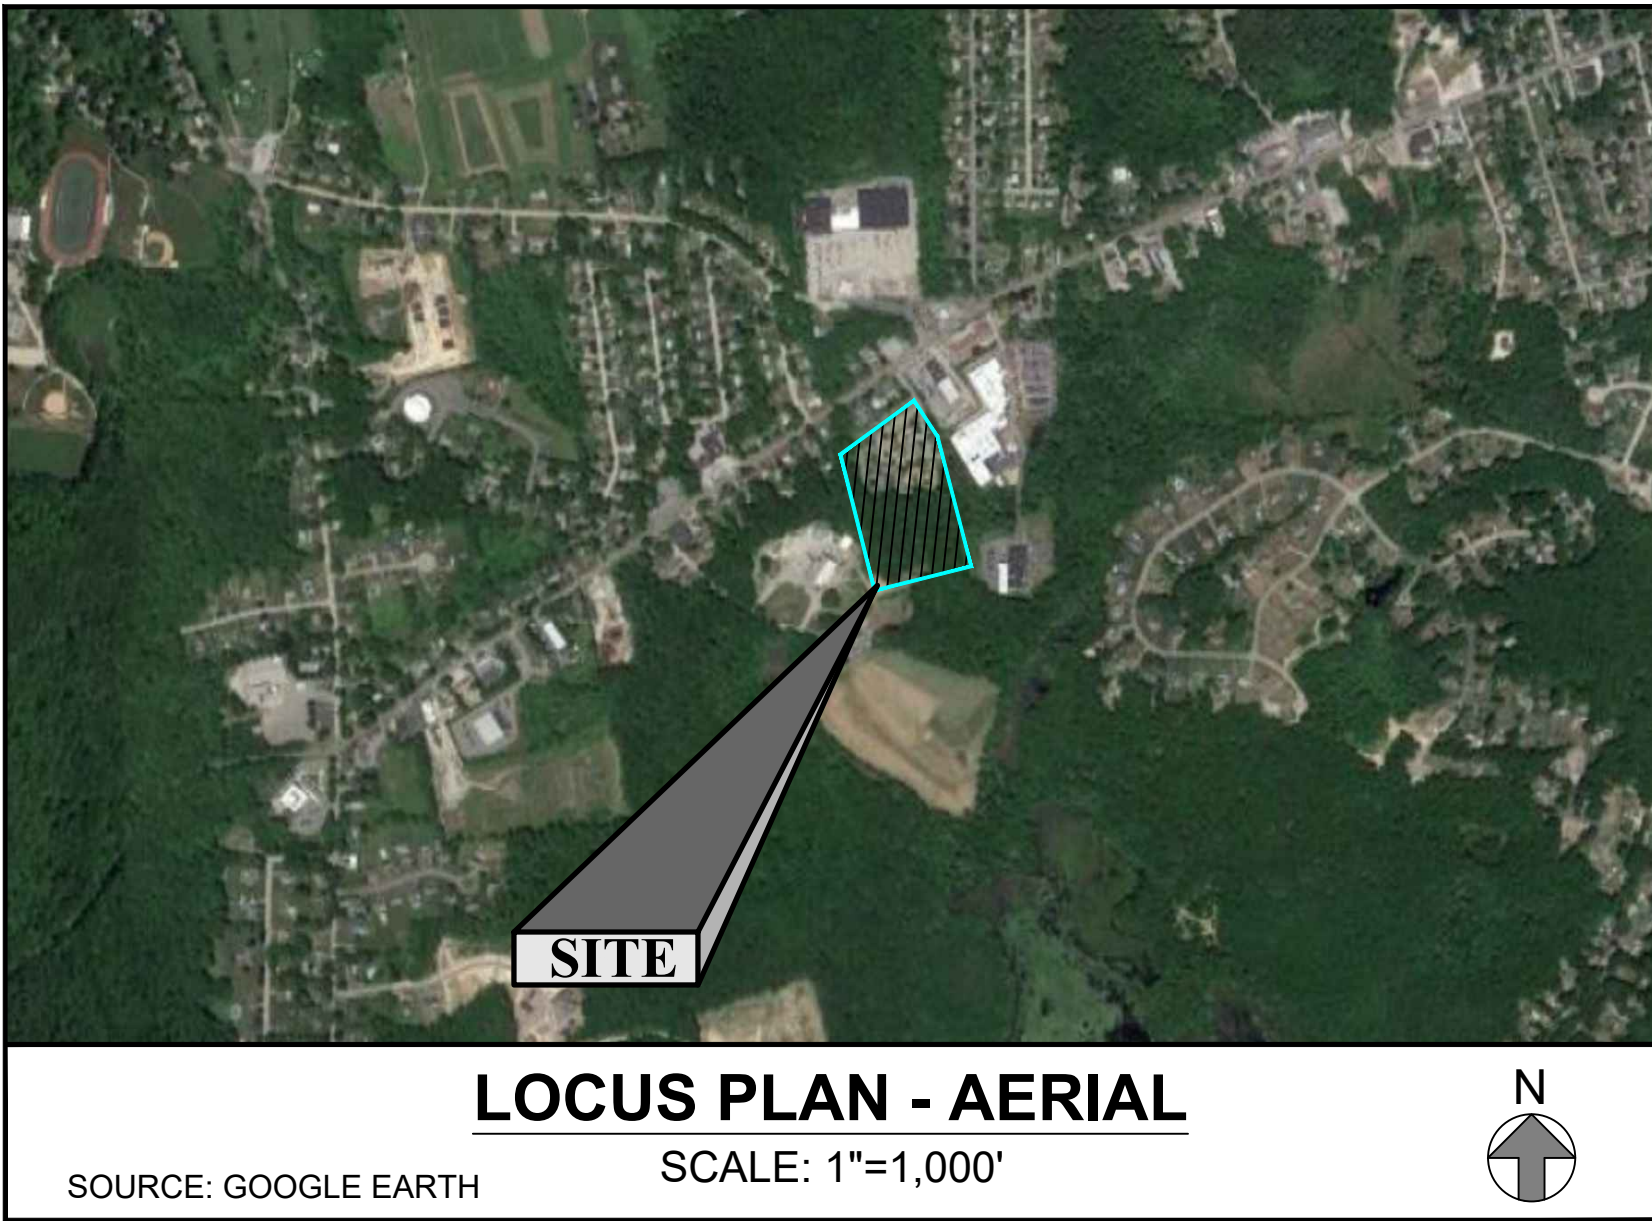 SITE
LOCUS PLAN - AERIAL
N
SCALE: 1"=1,000'
SOURCE: GOOGLE EARTH